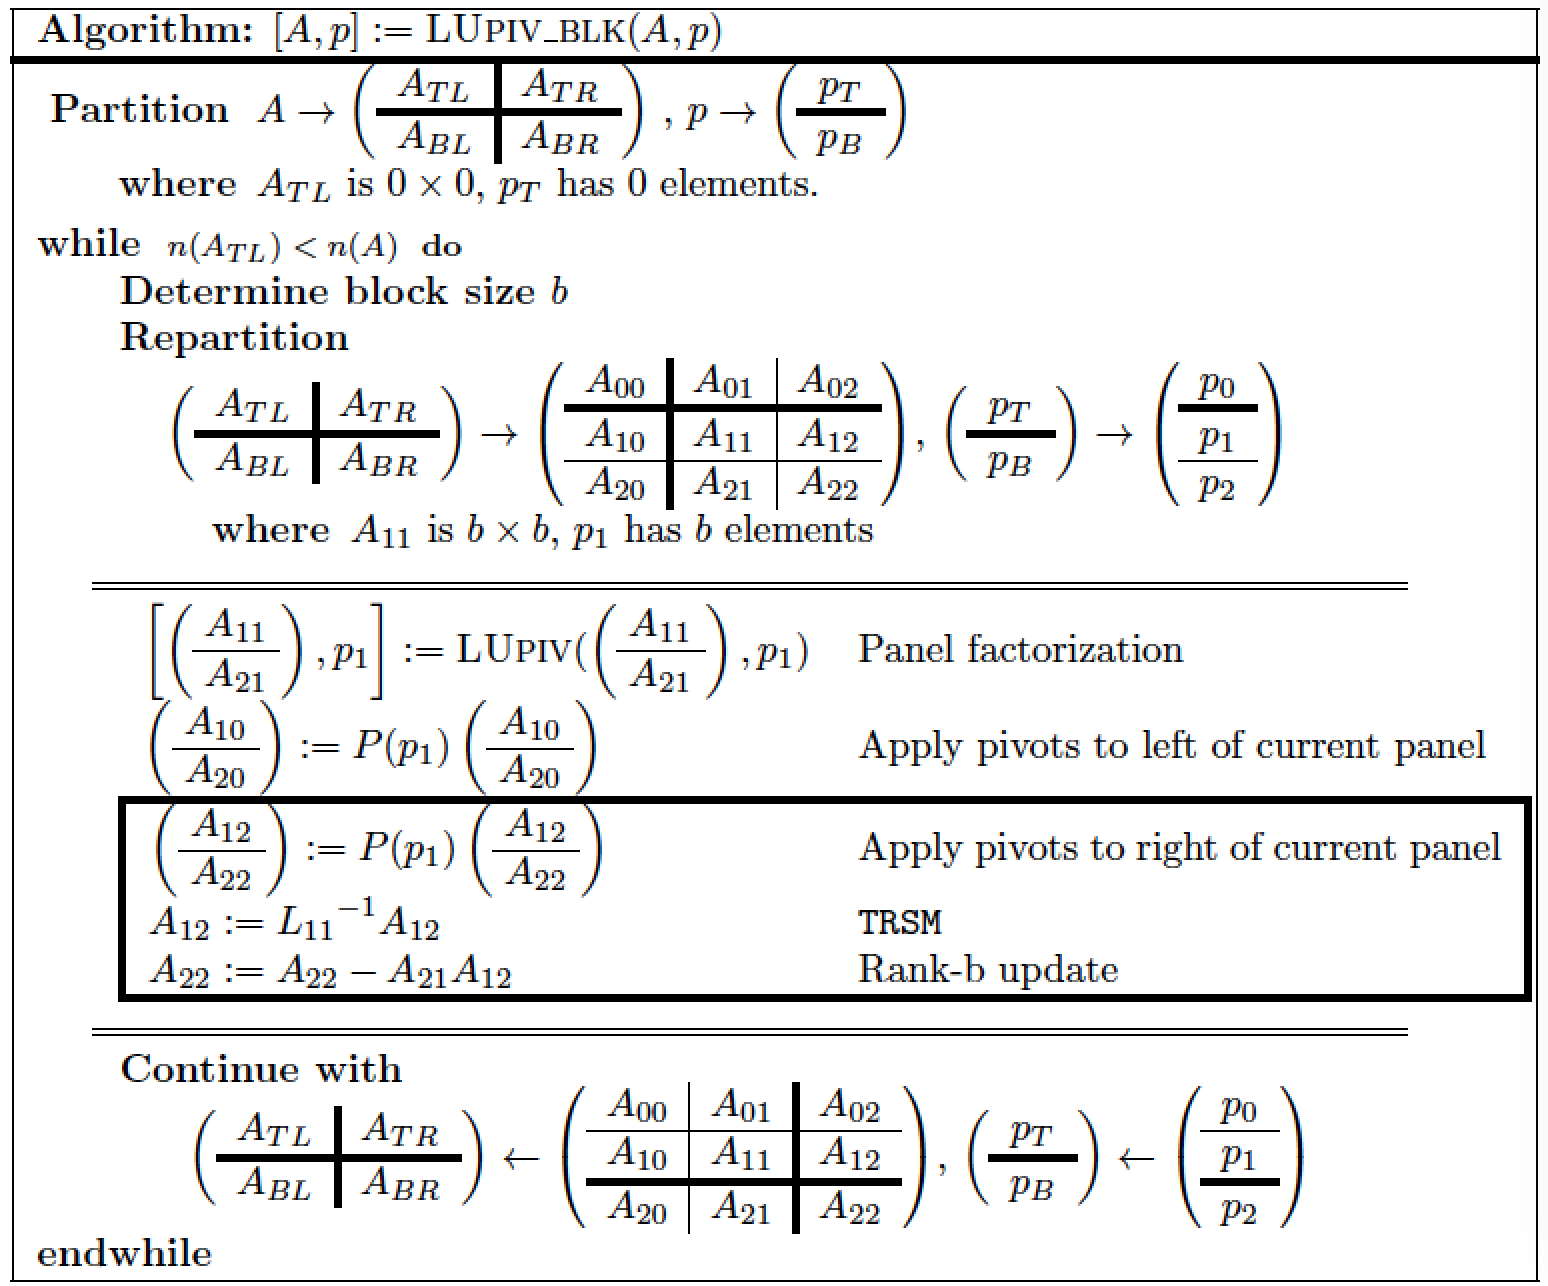 Algorithm: [A, p] := LUPIV_BLK(A, p)
Partition A → ( A_TL | A_TR / A_BL | A_BR ) , p → ( p_T / p_B )
where A_TL is 0 × 0, p_T has 0 elements.
while n(A_TL) < n(A) do
Determine block size b
Repartition
( A_TL | A_TR / A_BL | A_BR ) → ( A_00 | A_01 | A_02 / A_10 | A_11 | A_12 / A_20 | A_21 | A_22 ) , ( p_T / p_B ) → ( p_0 / p_1 / p_2 )
where A_11 is b × b, p_1 has b elements
[ ( A_11 / A_21 ) , p_1 ] := LUPIV( ( A_11 / A_21 ) , p_1 ) Panel factorization
( A_10 / A_20 ) := P(p_1) ( A_10 / A_20 ) Apply pivots to left of current panel
( A_12 / A_22 ) := P(p_1) ( A_12 / A_22 ) Apply pivots to right of current panel
A_12 := L_11^{-1} A_12 TRSM
A_22 := A_22 − A_21 A_12 Rank-b update
Continue with
( A_TL | A_TR / A_BL | A_BR ) ← ( A_00 | A_01 | A_02 / A_10 | A_11 | A_12 / A_20 | A_21 | A_22 ) , ( p_T / p_B ) ← ( p_0 / p_1 / p_2 )
endwhile